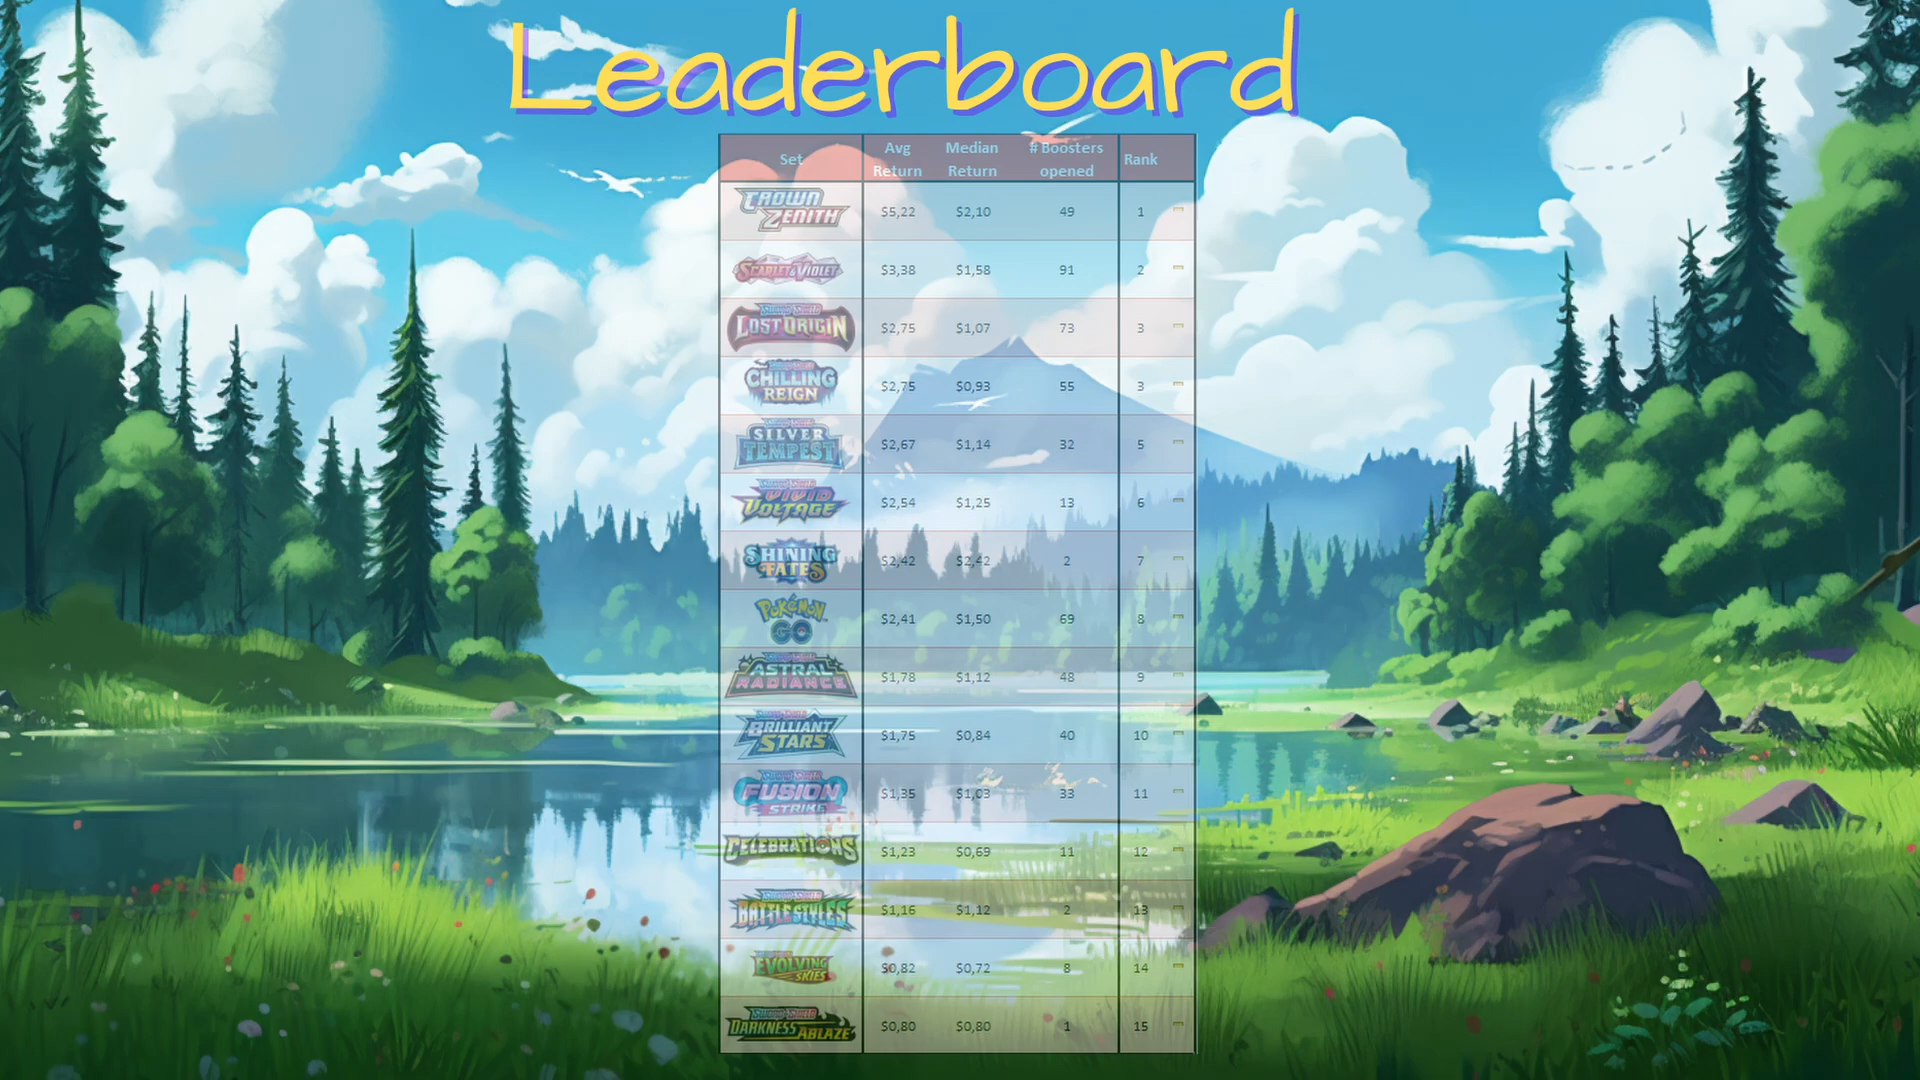 Leaderboard
Set Avg Return Median Return # Boosters opened Rank
CROWN ZENITH $5,22 $2,10 49 1
SCARLET & VIOLET $3,38 $1,58 91 2
LOST ORIGIN $2,75 $1,07 73 3
CHILLING REIGN $2,75 $0,93 55 3
SILVER TEMPEST $2,67 $1,14 32 5
VIVID VOLTAGE $2,54 $1,25 13 6
SHINING FATES $2,42 $2,42 2 7
POKéMON GO $2,41 $1,50 69 8
ASTRAL RADIANCE $1,78 $1,12 48 9
BRILLIANT STARS $1,75 $0,84 40 10
FUSION STRIKE $1,35 $1,03 33 11
CELEBRATIONS $1,23 $0,69 11 12
BATTLE STYLES $1,16 $1,12 2 13
EVOLVING SKIES $0,82 $0,72 8 14
DARKNESS ABLAZE $0,80 $0,80 1 15